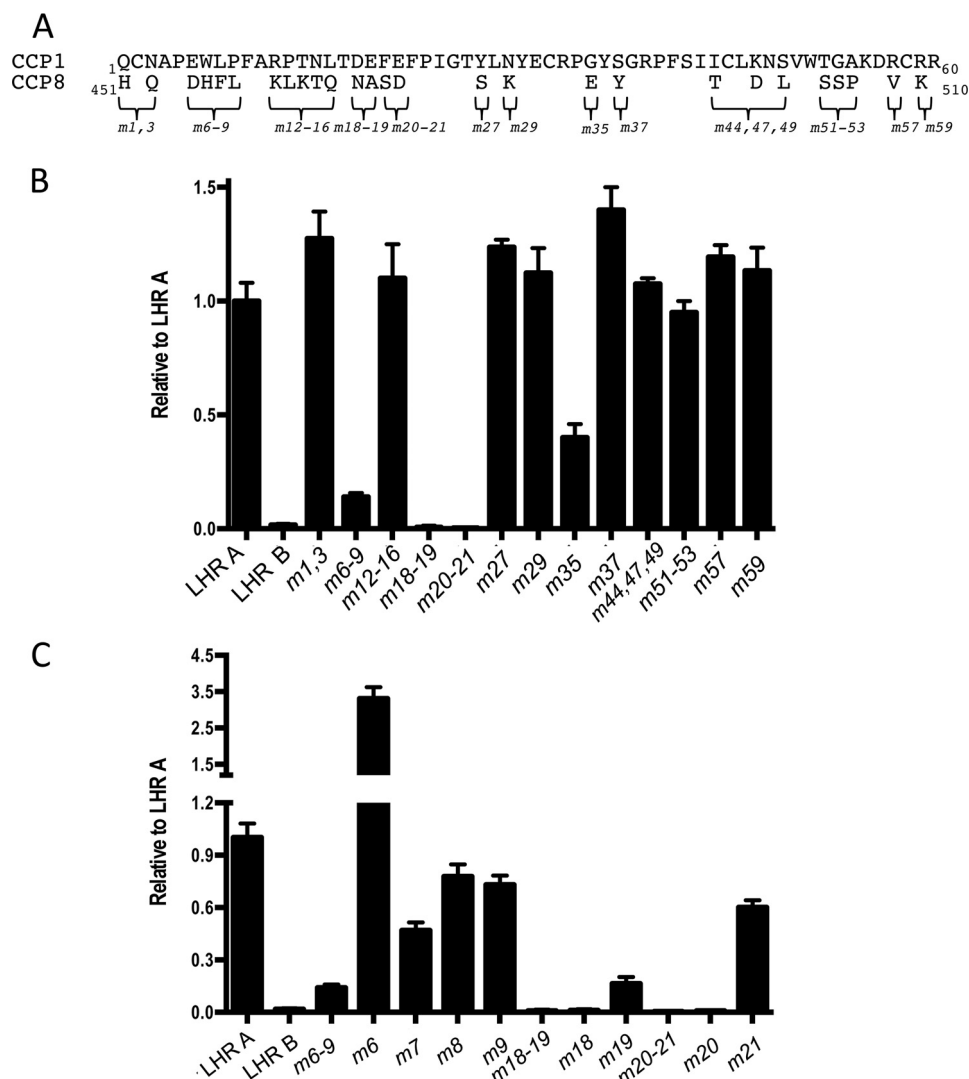 A
CCP1 1 QCNAPEWLPFARPTNLTDEFEFPIGTYLNYECRPGYSGRPFSIICLKNSVWTGAKDRCRR 60
CCP8 451 H Q DHFL KLKTQ NASD S K E Y T D L SSP V K 510
m1,3 m6-9 m12-16 m18-19 m20-21 m27 m29 m35 m37 m44,47,49 m51-53 m57 m59
B
Relative to LHR A
1.5
1.0
0.5
0.0
LHR A LHR B m1,3 m6-9 m12-16 m18-19 m20-21 m27 m29 m35 m37 m44,47,49 m51-53 m57 m59
C
Relative to LHR A
4.5
3.5
2.5
1.5
1.2
0.9
0.6
0.3
0.0
LHR A LHR B m6-9 m6 m7 m8 m9 m18-19 m18 m19 m20-21 m20 m21